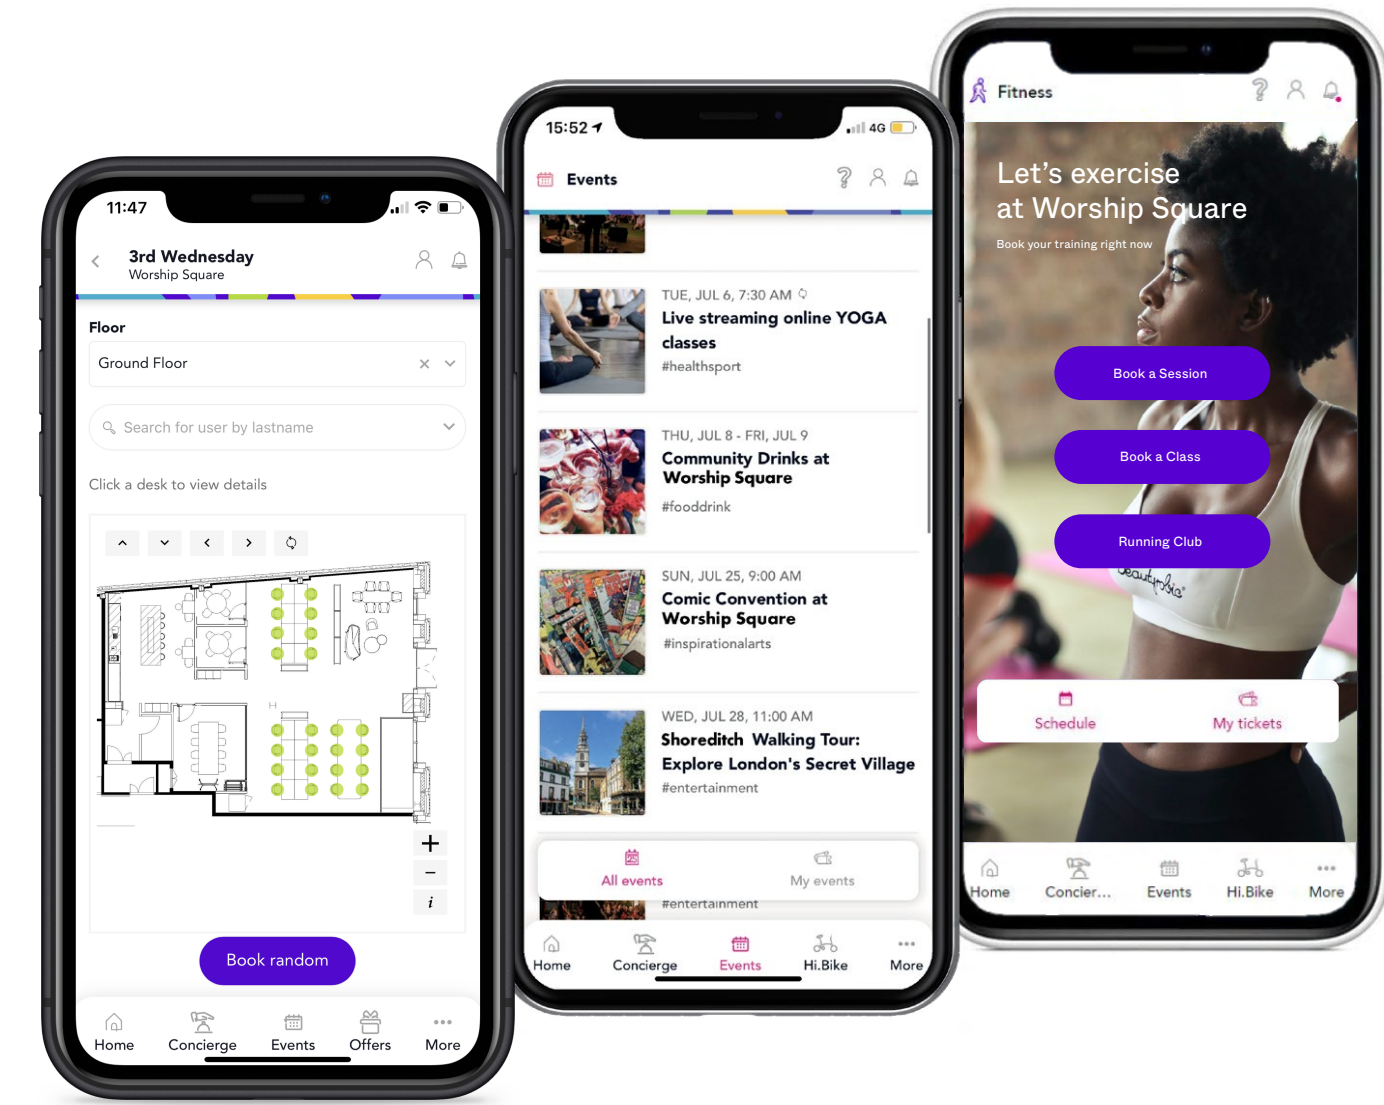 11:47
3rd Wednesday
Worship Square
Floor
Ground Floor
Search for user by lastname
Click a desk to view details
i
Book random
Home
Concierge
Events
Offers
More
15:52
4G
Events
TUE, JUL 6, 7:30 AM
Live streaming online YOGA
classes
#healthsport
THU, JUL 8 - FRI, JUL 9
Community Drinks at
Worship Square
#fooddrink
SUN, JUL 25, 9:00 AM
Comic Convention at
Worship Square
#inspirationalarts
WED, JUL 28, 11:00 AM
Shoreditch Walking Tour:
Explore London's Secret Village
#entertainment
All events
My events
#entertainment
Home
Concierge
Events
Hi.Bike
More
Fitness
Let's exercise
at Worship Square
Book your training right now
Book a Session
Book a Class
Running Club
Schedule
My tickets
Home
Concier...
Events
Hi.Bike
More